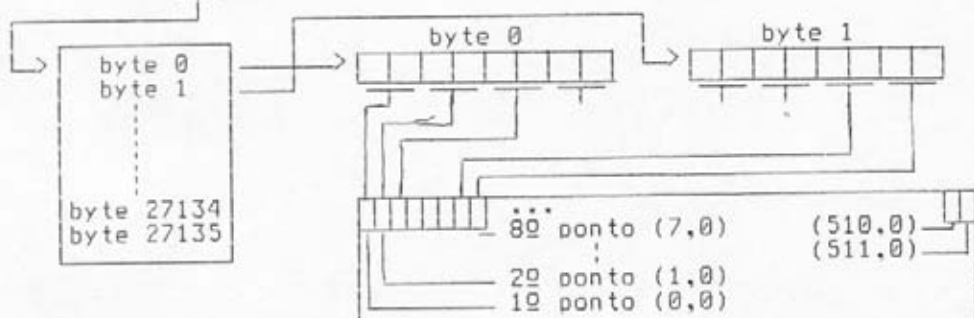 byte 0
byte 1
byte 0
byte 1
byte 27134
byte 27135
...
8º ponto (7,0)
(510,0)
(511,0)
2º ponto (1,0)
1º ponto (0,0)